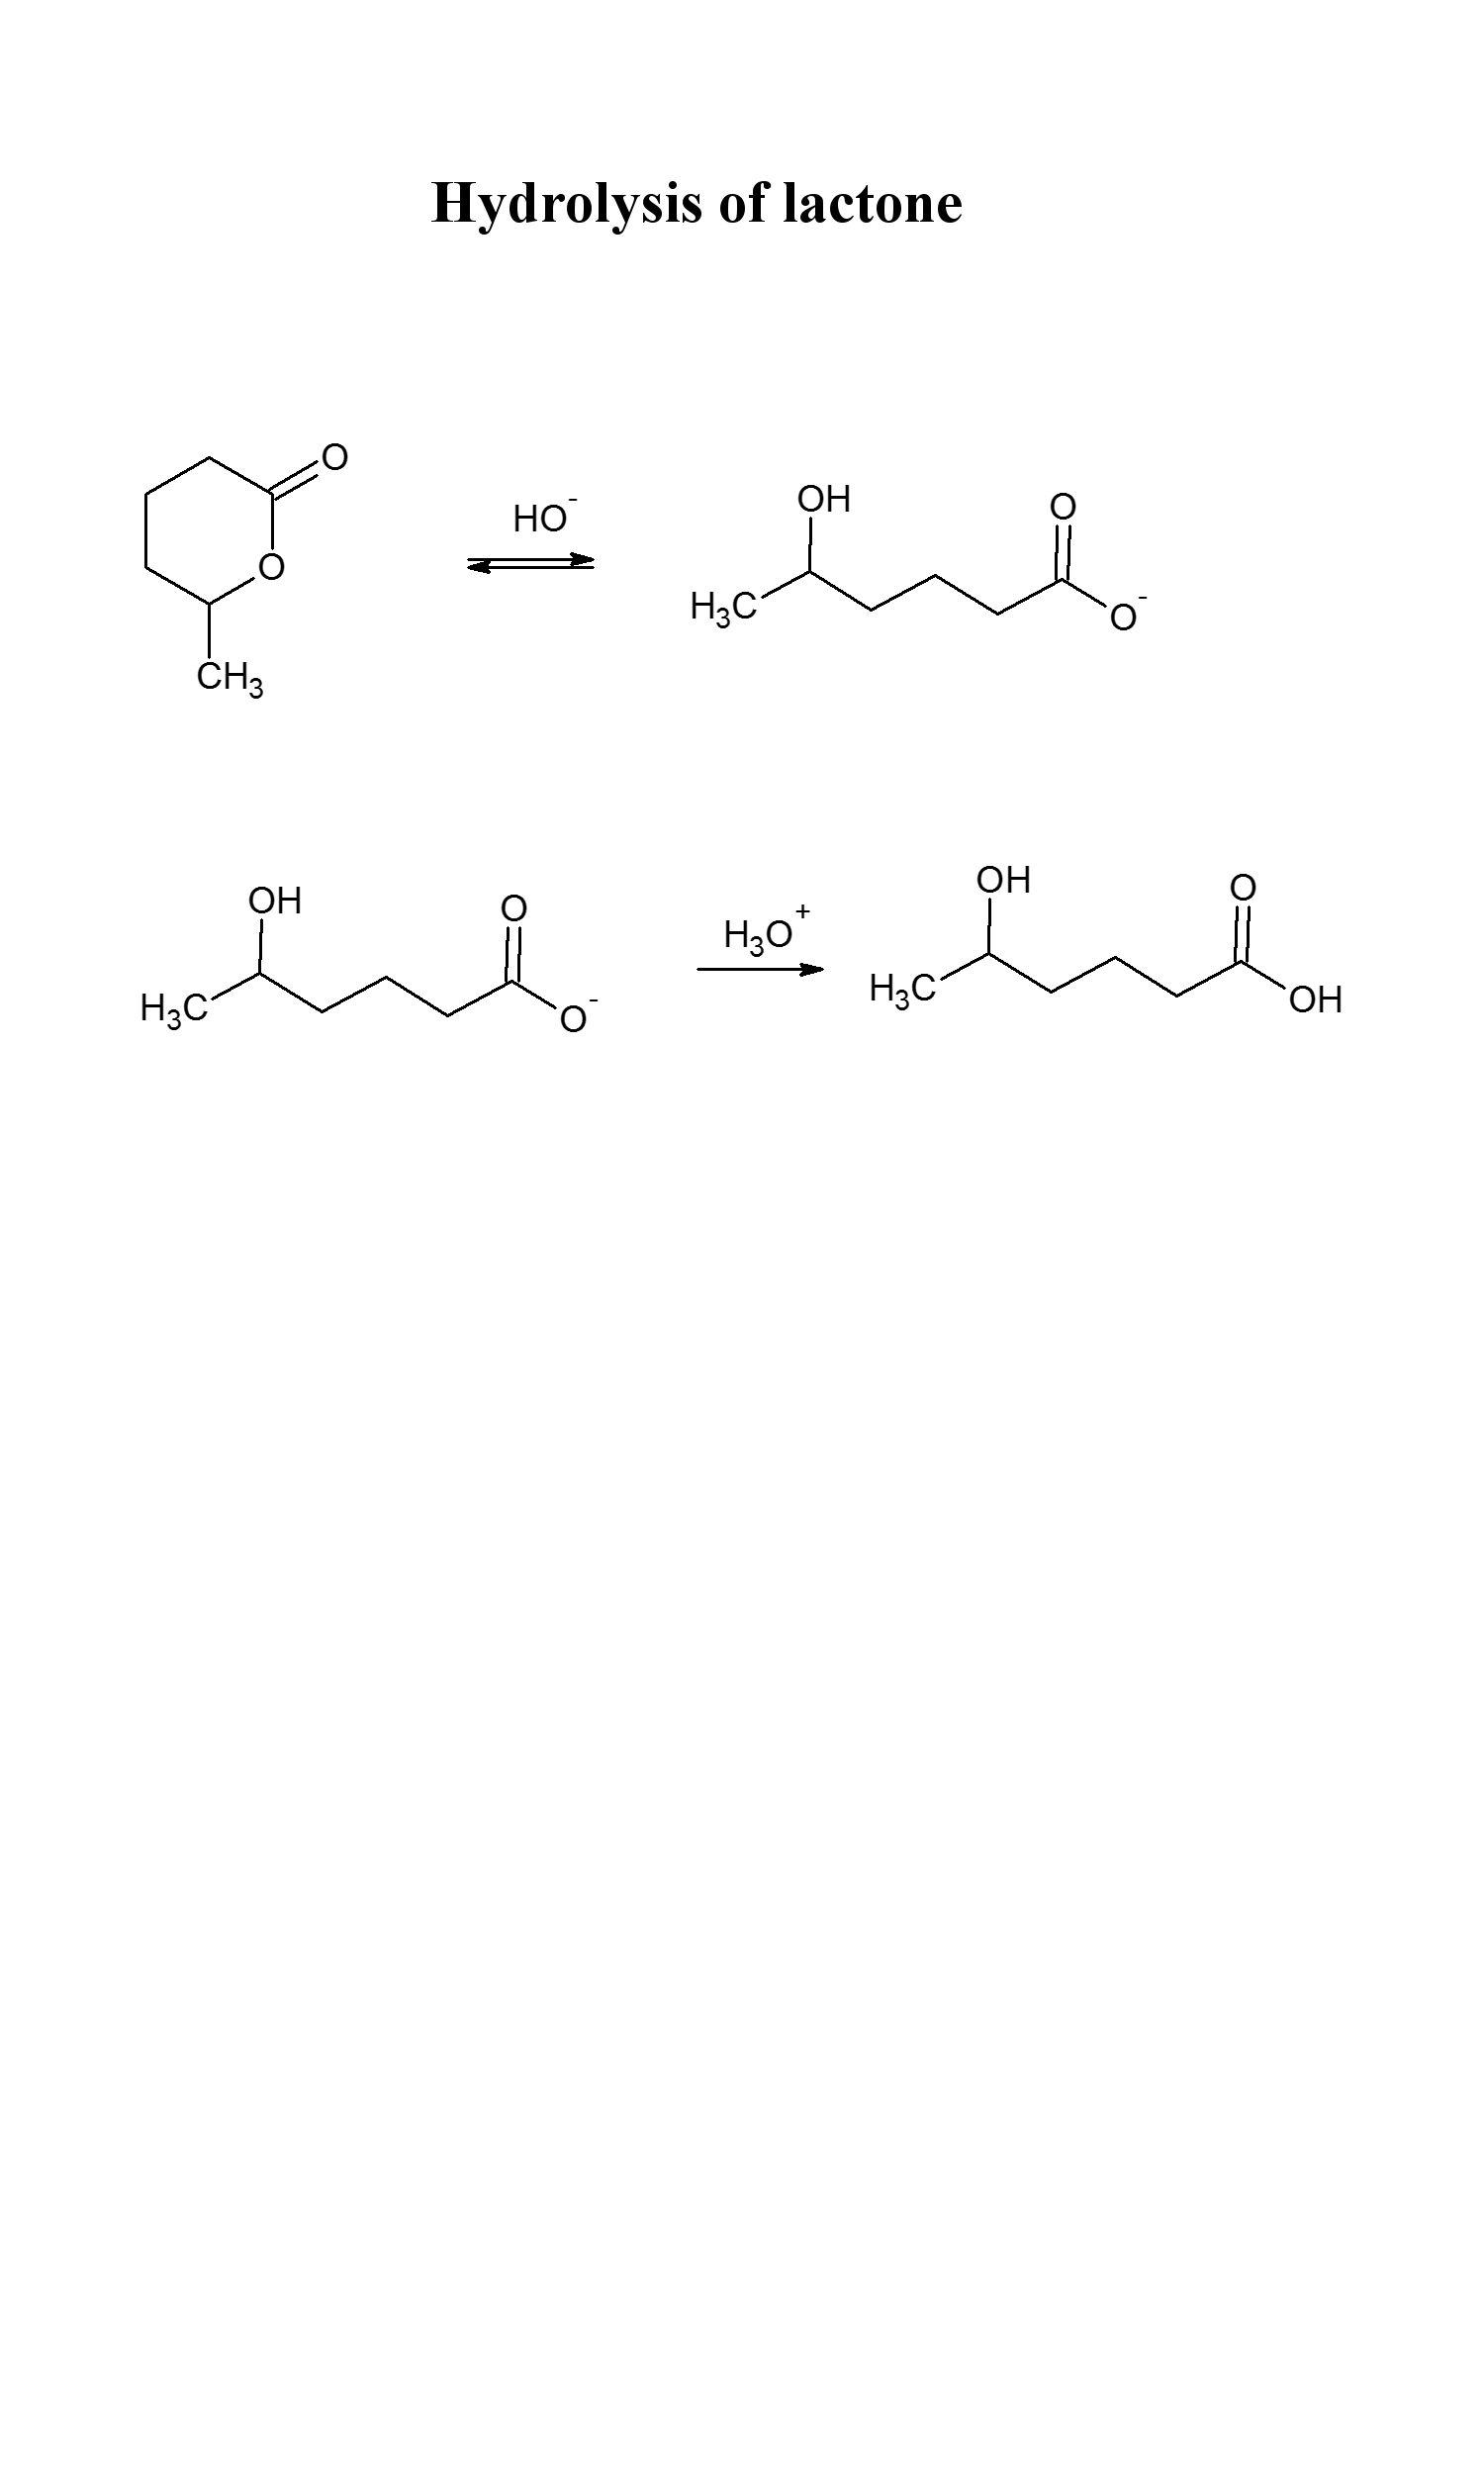 Hydrolysis of lactone
O
HO⁻
OH
O
O
H₃C
O⁻
CH₃
OH
O
H₃O⁺
OH
O
H₃C
O⁻
H₃C
OH